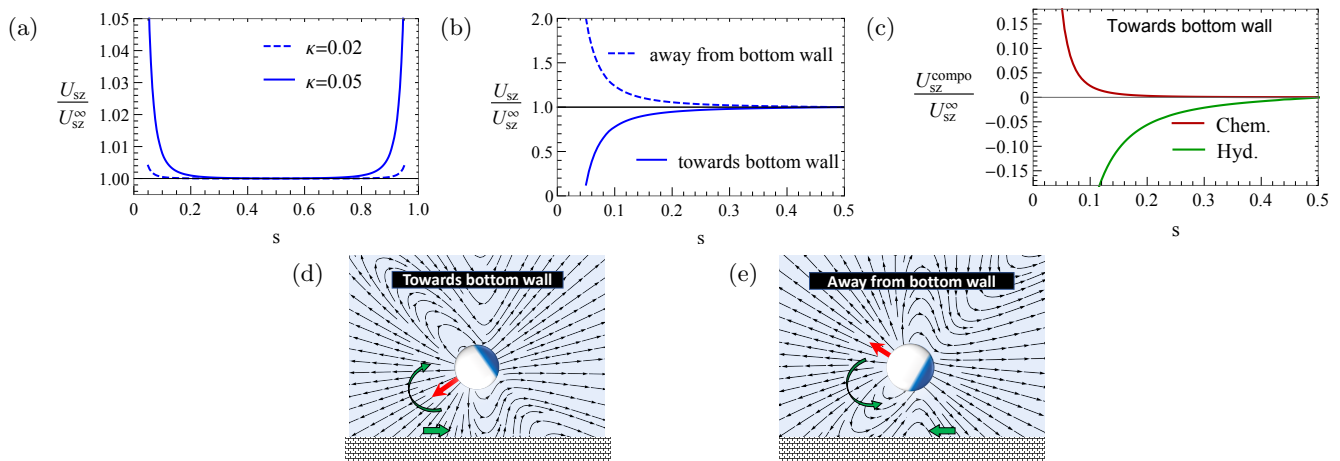 (a)
1.05
1.04
1.03
1.02
1.01
1.00
U_sz / U_sz^∞
κ=0.02
κ=0.05
0 0.2 0.4 0.6 0.8 1.0
s
(b)
2.0
1.5
1.0
0.5
0
U_sz / U_sz^∞
away from bottom wall
towards bottom wall
0 0.1 0.2 0.3 0.4 0.5
s
(c)
0.15
0.10
0.05
0
−0.05
−0.10
−0.15
U_sz^compo / U_sz^∞
Towards bottom wall
Chem.
Hyd.
0 0.1 0.2 0.3 0.4 0.5
s
(d)
Towards bottom wall
(e)
Away from bottom wall